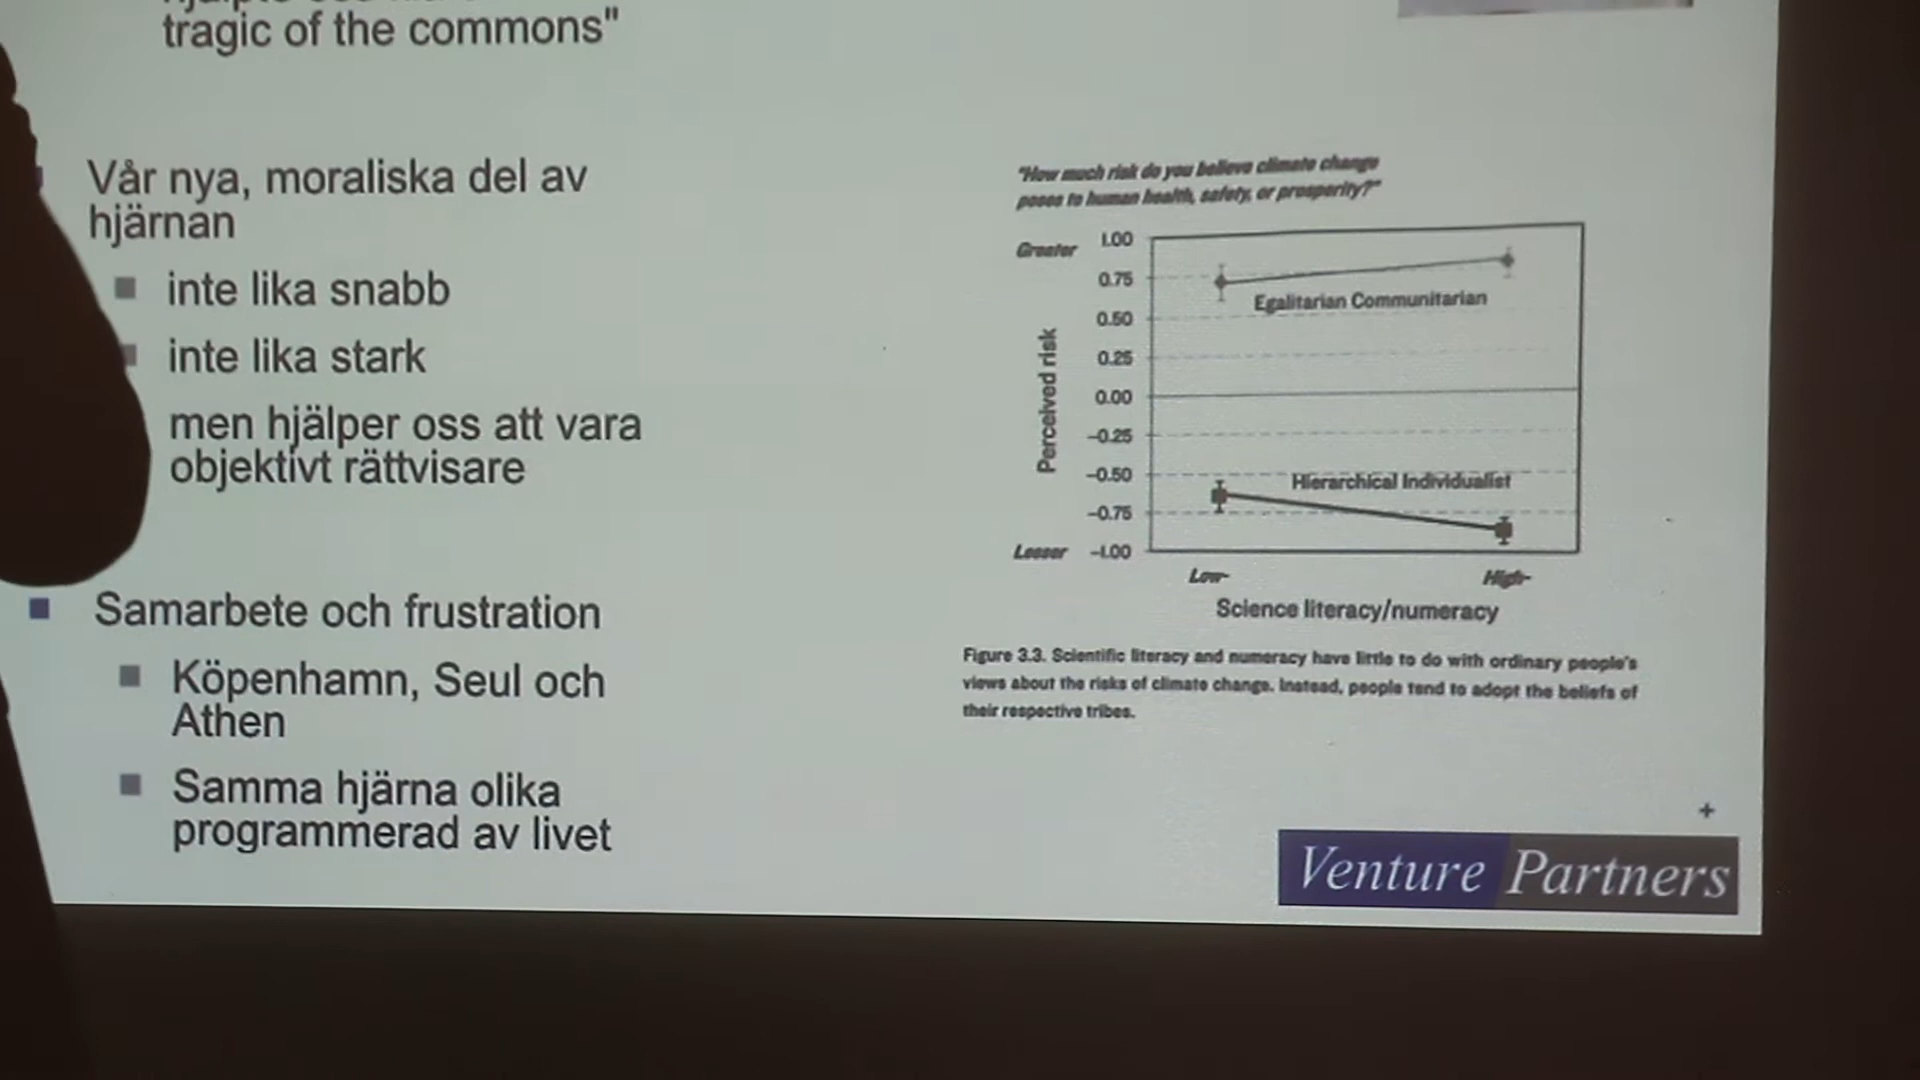 tragic of the commons"
Vår nya, moraliska del av
hjärnan
inte lika snabb
inte lika stark
men hjälper oss att vara
objektivt rättvisare
Samarbete och frustration
Köpenhamn, Seul och
Athen
Samma hjärna olika
programmerad av livet
"How much risk do you believe climate change
poses to human health, safety, or prosperity?"
Greater
1.00
0.75
0.50
0.25
0.00
−0.25
−0.50
−0.75
Lesser
−1.00
Perceived risk
Egalitarian Communitarian
Hierarchical Individualist
Low
High
Science literacy/numeracy
Figure 3.3. Scientific literacy and numeracy have little to do with ordinary people's
views about the risks of climate change. Instead, people tend to adopt the beliefs of
their respective tribes.
Venture Partners